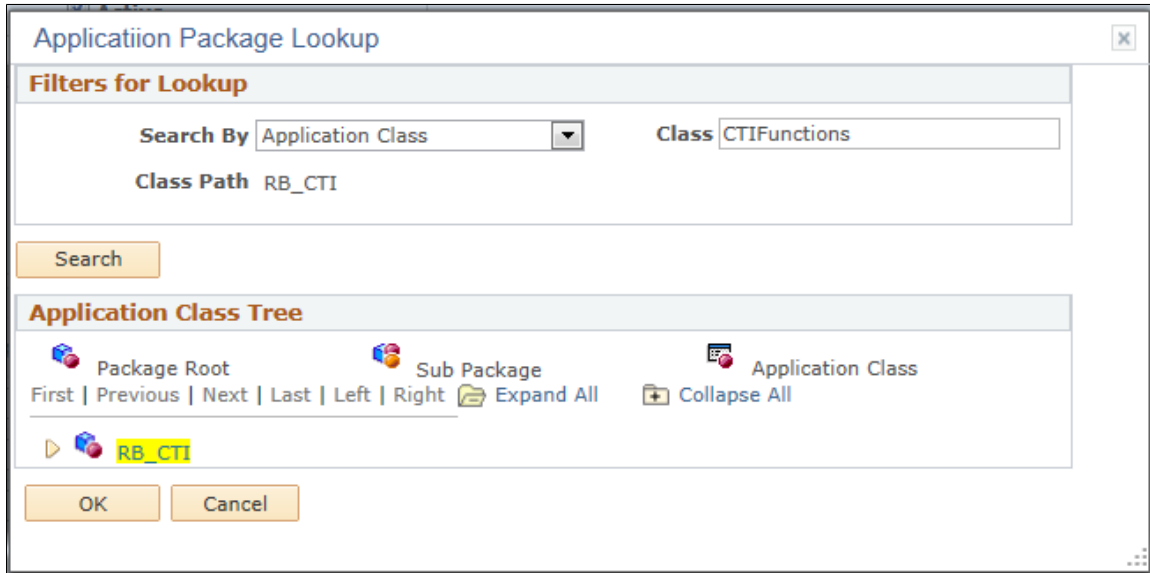 Applicatiion Package Lookup
Filters for Lookup
Search By Application Class Class CTIFunctions
Class Path RB_CTI
Search
Application Class Tree
Package Root Sub Package Application Class
First | Previous | Next | Last | Left | Right Expand All Collapse All
RB_CTI
OK Cancel